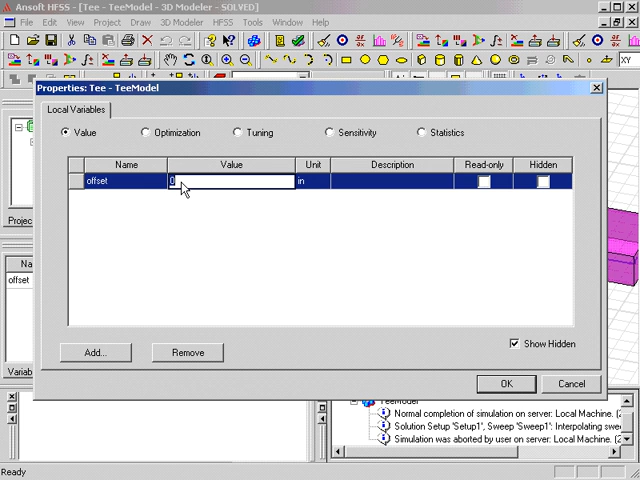 Ansoft HFSS - [Tee - TeeModel - 3D Modeler - SOLVED]
File Edit View Project Draw 3D Modeler HFSS Tools Window Help
XY
Properties: Tee - TeeModel
Local Variables
Value Optimization Tuning Sensitivity Statistics
Name Value Unit Description Read-only Hidden
offset 0 in
Projec
Na
offset
Show Hidden
Add... Remove
Variab
OK Cancel
TeeModel
Normal completion of simulation on server: Local Machine. (2
Solution Setup 'Setup1', Sweep 'Sweep1': Interpolating swee
Simulation was aborted by user on server: Local Machine. (2
Ready